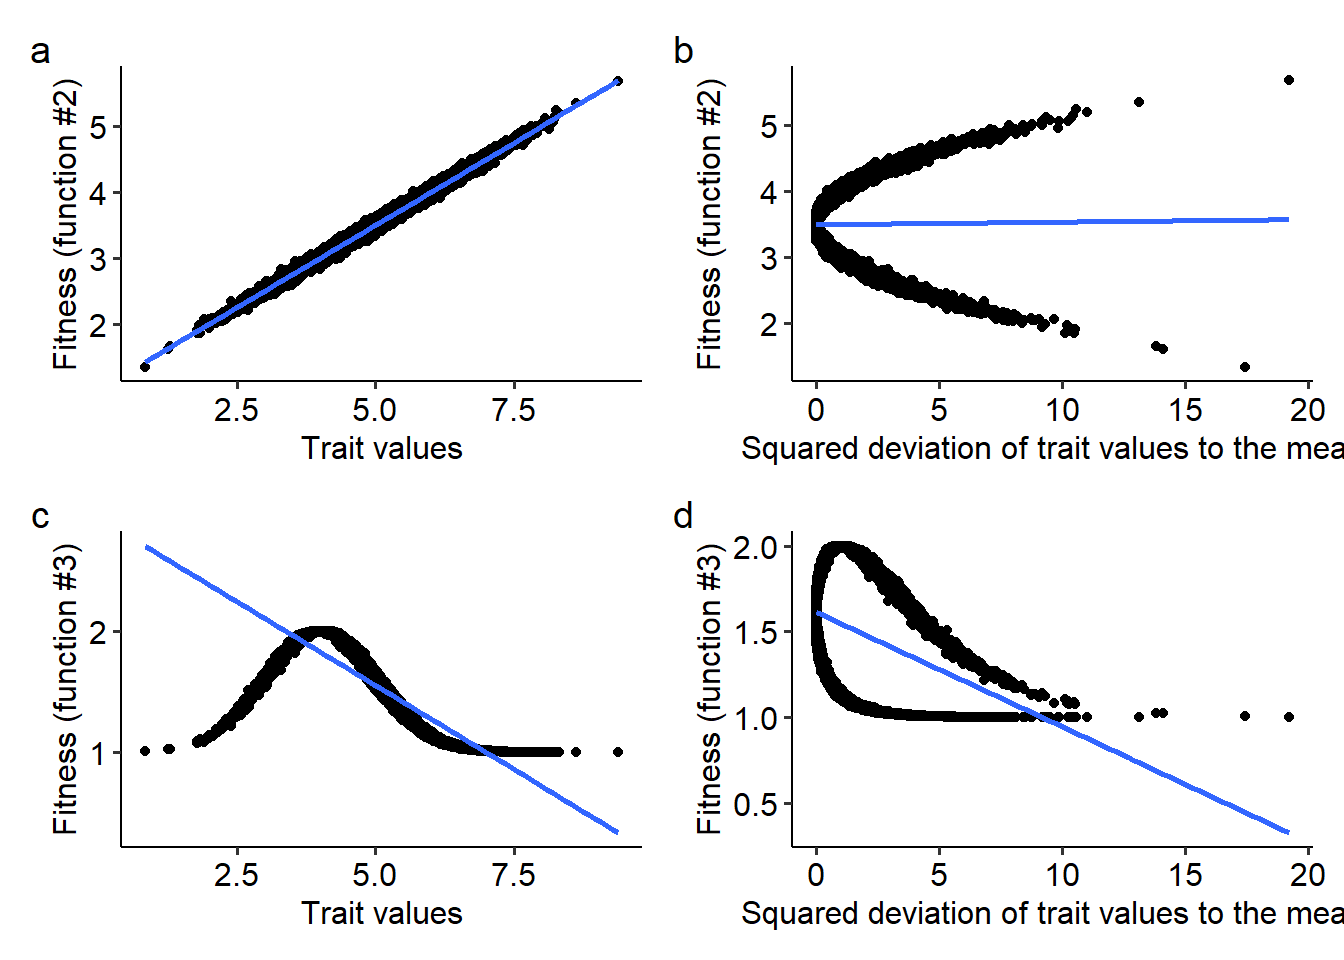 a
Fitness (function #2)
5
4
3
2
2.5 5.0 7.5
Trait values
b
Fitness (function #2)
5
4
3
2
0 5 10 15 20
Squared deviation of trait values to the mea
c
Fitness (function #3)
2
1
2.5 5.0 7.5
Trait values
d
Fitness (function #3)
2.0
1.5
1.0
0.5
0 5 10 15 20
Squared deviation of trait values to the mea